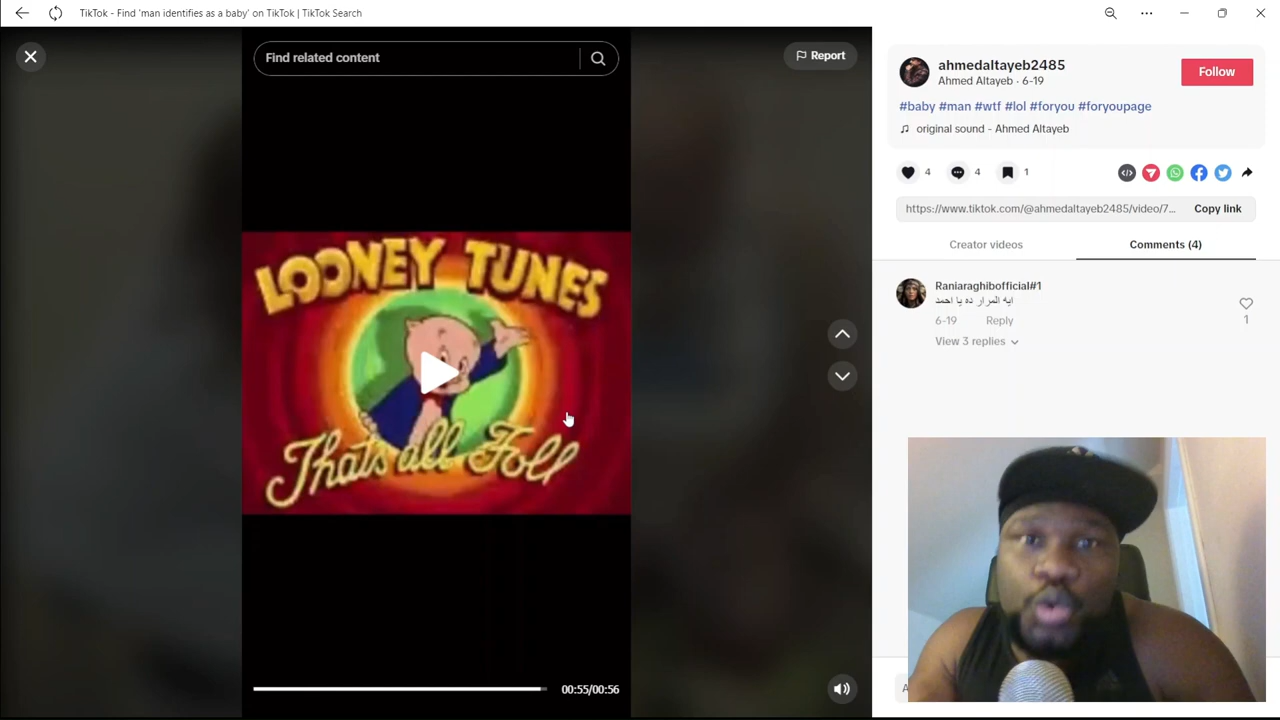 TikTok - Find 'man identifies as a baby' on TikTok | TikTok Search
Find related content
Report
LOONEY TUNES
Thats all Folk
00:55/00:56
ahmedaltayeb2485
Ahmed Altayeb · 6-19
Follow
#baby #man #wtf #lol #foryou #foryoupage
original sound - Ahmed Altayeb
4
4
1
https://www.tiktok.com/@ahmedaltayeb2485/video/7...
Copy link
Creator videos
Comments (4)
Raniaraghibofficial#1
ايه المرار ده يا احمد
6-19 Reply
1
View 3 replies